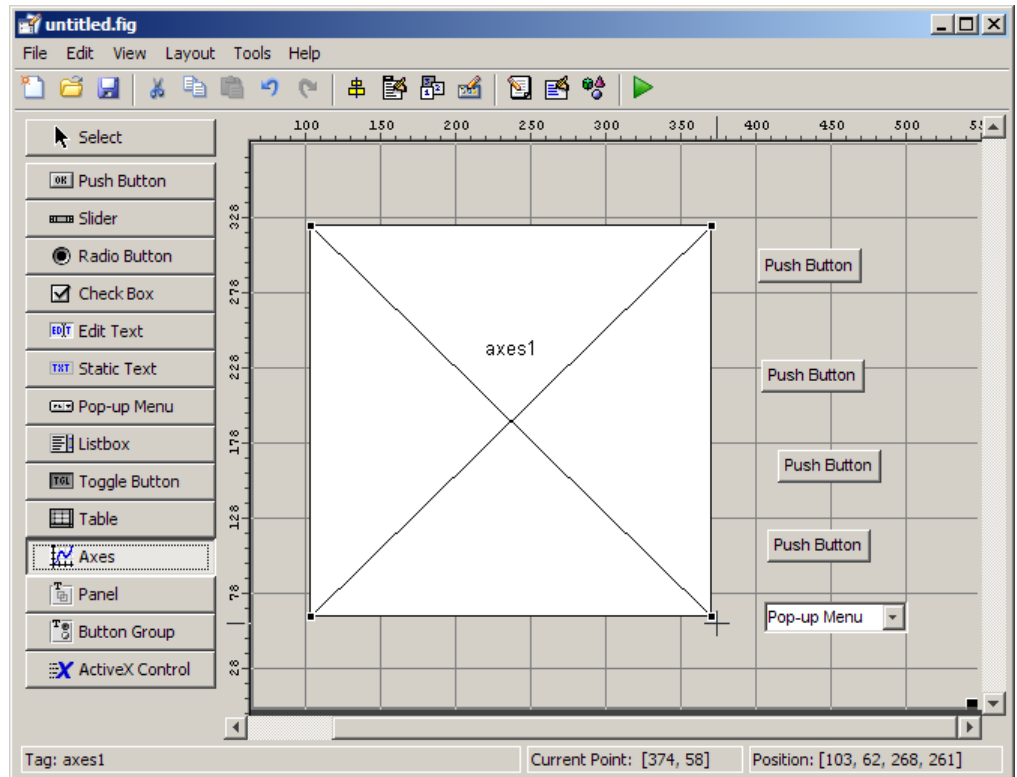 untitled.fig
File Edit View Layout Tools Help
Select
Push Button
Slider
Radio Button
Check Box
Edit Text
Static Text
Pop-up Menu
Listbox
Toggle Button
Table
Axes
Panel
Button Group
ActiveX Control
100 150 200 250 300 350 400 450 500
328
278
228
178
128
78
28
axes1
Push Button
Push Button
Push Button
Push Button
Pop-up Menu
Tag: axes1 Current Point: [374, 58] Position: [103, 62, 268, 261]